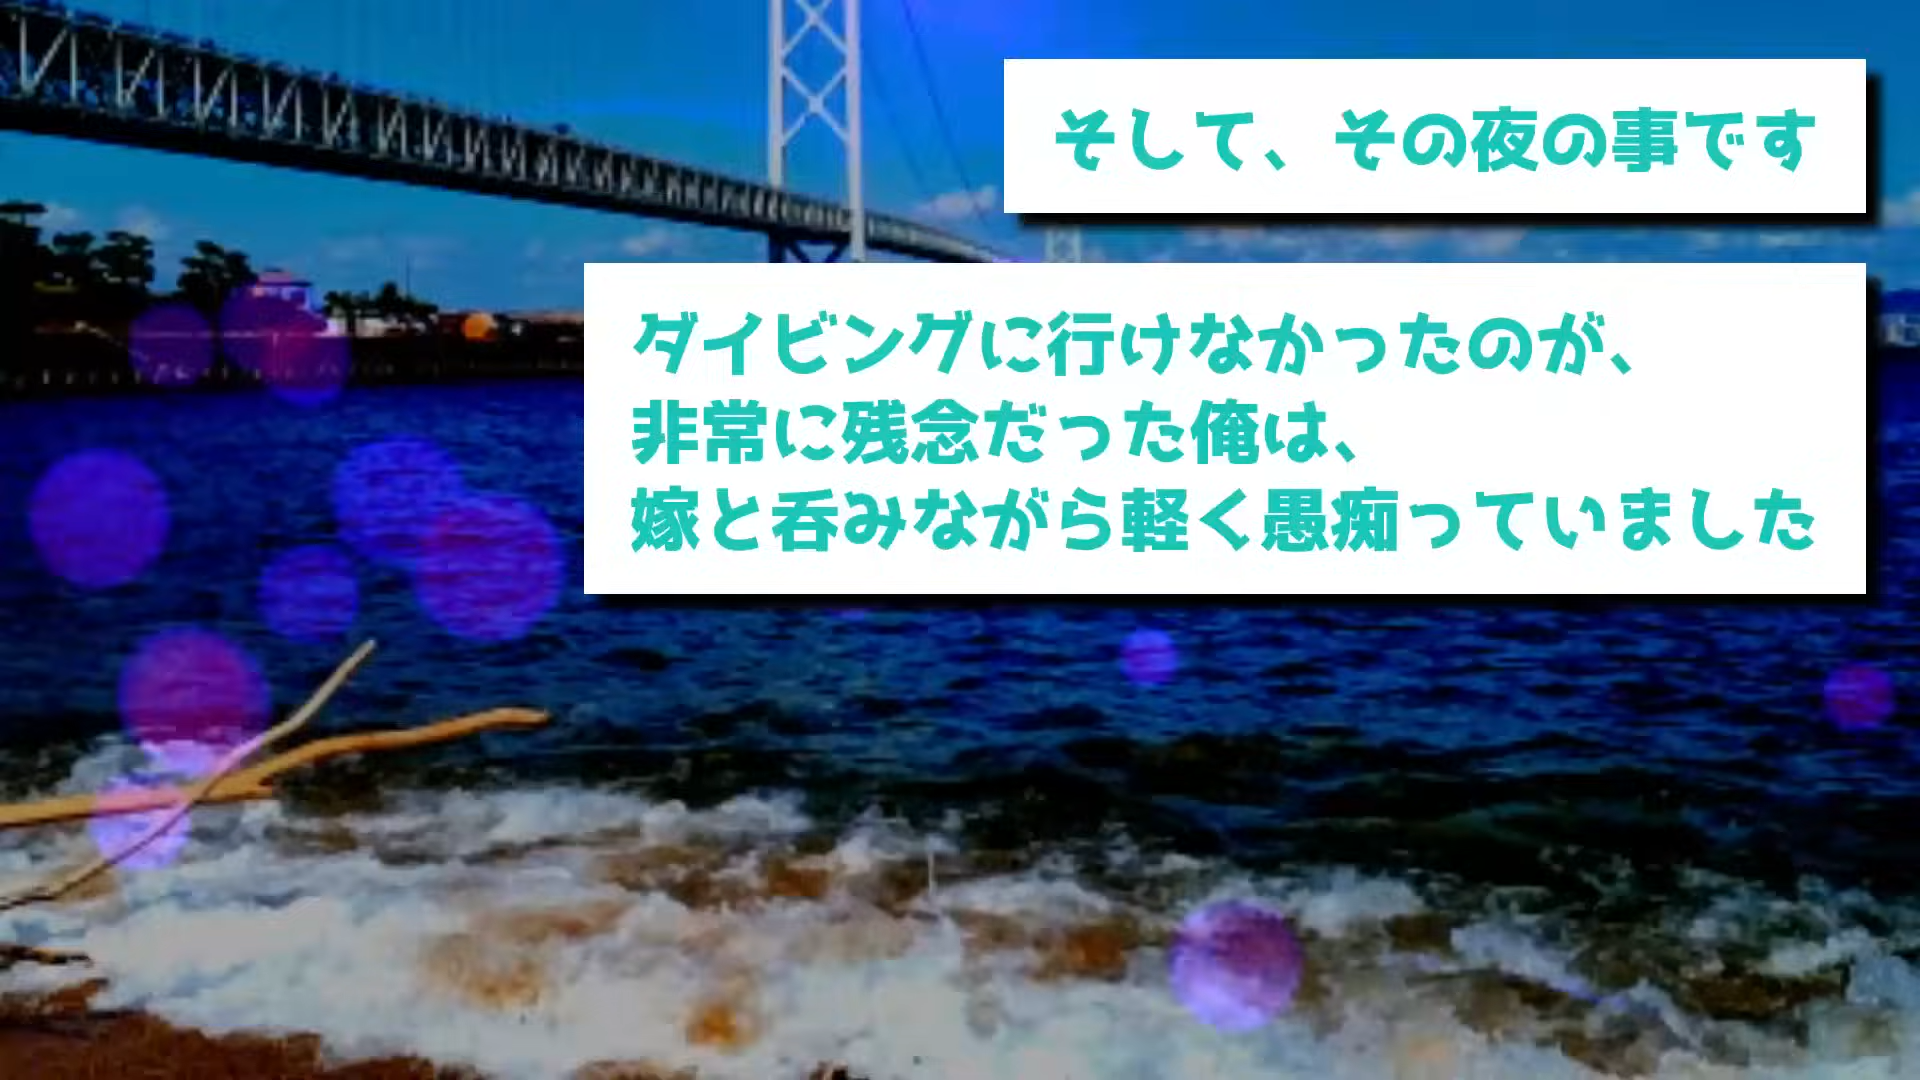 そして、その夜の事です
ダイビングに行けなかったのが、
非常に残念だった俺は、
嫁と呑みながら軽く愚痴っていました